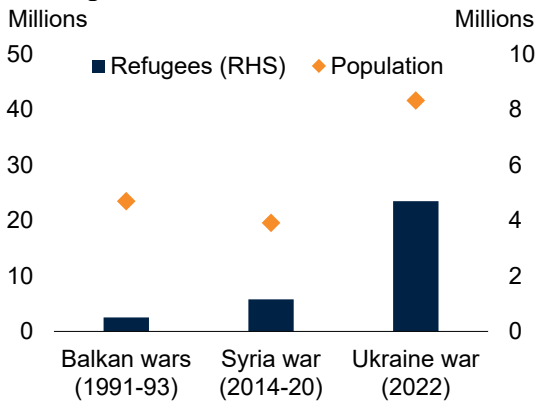 Millions Millions
50 10
Refugees (RHS) Population
40 8
30 6
20 4
10 2
0 0
Balkan wars Syria war Ukraine war
(1991-93) (2014-20) (2022)